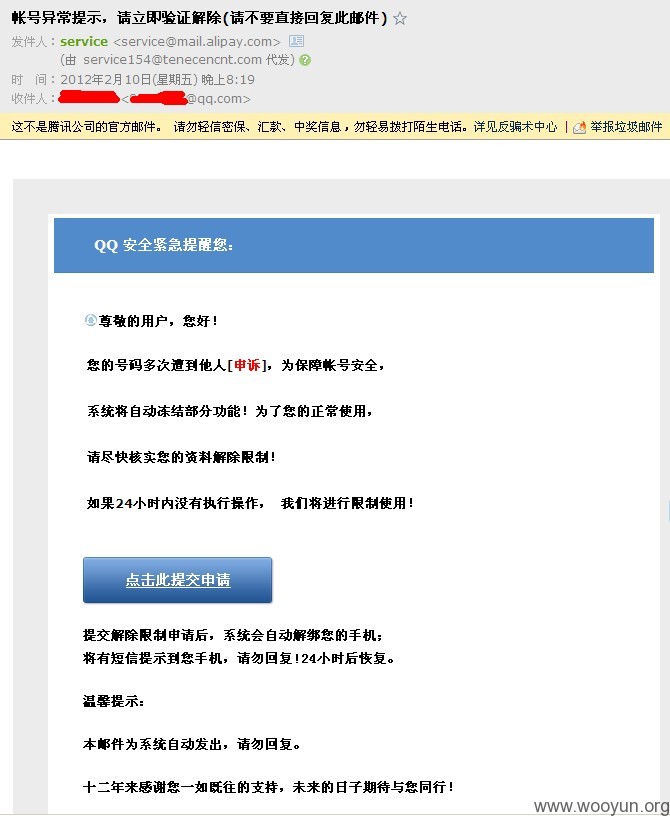 帐号异常提示，请立即验证解除(请不要直接回复此邮件)
发件人：service <service@mail.alipay.com>
(由 service154@tenecencnt.com 代发)
时 间：2012年2月10日(星期五) 晚上8:19
收件人：<@qq.com>
这不是腾讯公司的官方邮件。 请勿轻信密保、汇款、中奖信息，勿轻易拨打陌生电话。详见反骗术中心 | 举报垃圾邮件
QQ 安全紧急提醒您：
尊敬的用户，您好！
您的号码多次遭到他人[申诉]，为保障帐号安全，
系统将自动冻结部分功能！为了您的正常使用，
请尽快核实您的资料解除限制！
如果24小时内没有执行操作， 我们将进行限制使用！
点击此提交申请
提交解除限制申请后，系统会自动解绑您的手机；
将有短信提示到您手机，请勿回复!24小时后恢复。
温馨提示：
本邮件为系统自动发出，请勿回复。
十二年来感谢您一如既往的支持，未来的日子期待与您同行！
www.wooyun.org